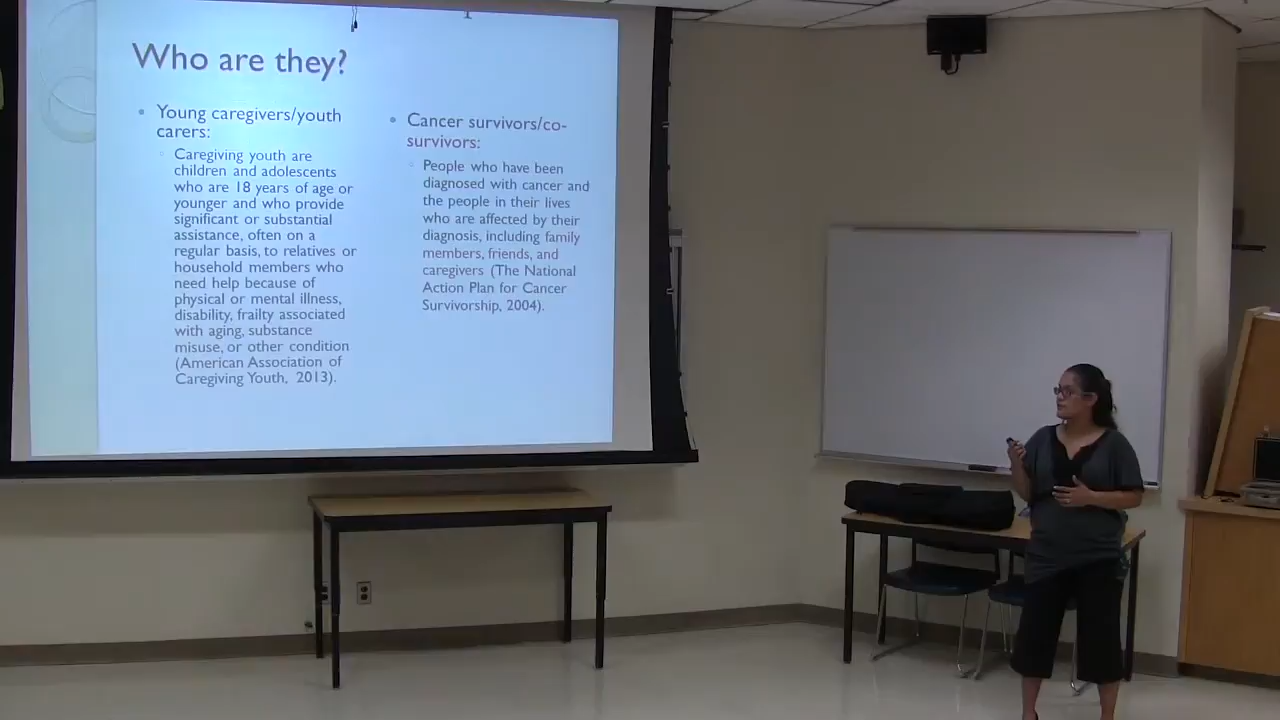 Who are they?
Young caregivers/youth
carers:
Caregiving youth are
children and adolescents
who are 18 years of age or
younger and who provide
significant or substantial
assistance, often on a
regular basis, to relatives or
household members who
need help because of
physical or mental illness,
disability, frailty associated
with aging, substance
misuse, or other condition
(American Association of
Caregiving Youth, 2013).
Cancer survivors/co-
survivors:
People who have been
diagnosed with cancer and
the people in their lives
who are affected by their
diagnosis, including family
members, friends, and
caregivers (The National
Action Plan for Cancer
Survivorship, 2004).